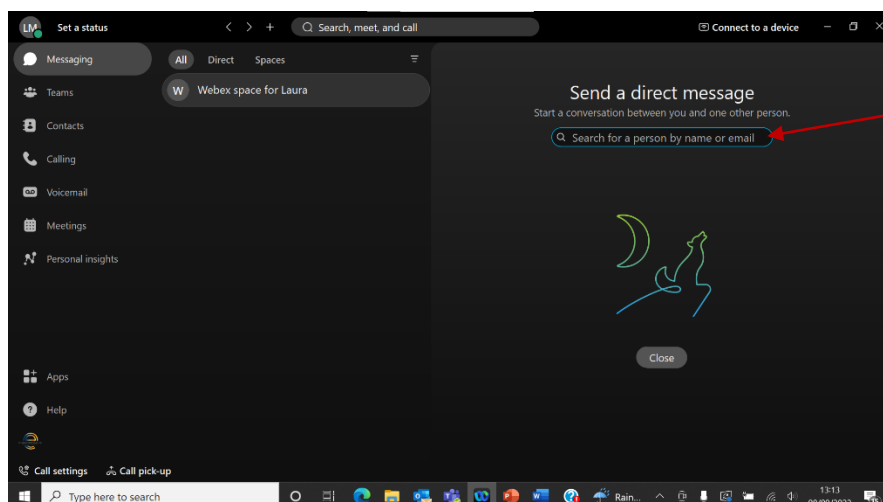 LM Set a status
Search, meet, and call
Connect to a device
Messaging
Teams
Contacts
Calling
Voicemail
Meetings
Personal insights
Apps
Help
Call settings
Call pick-up
All Direct Spaces
W Webex space for Laura
Send a direct message
Start a conversation between you and one other person.
Search for a person by name or email
Close
Type here to search
Rain...
13:13